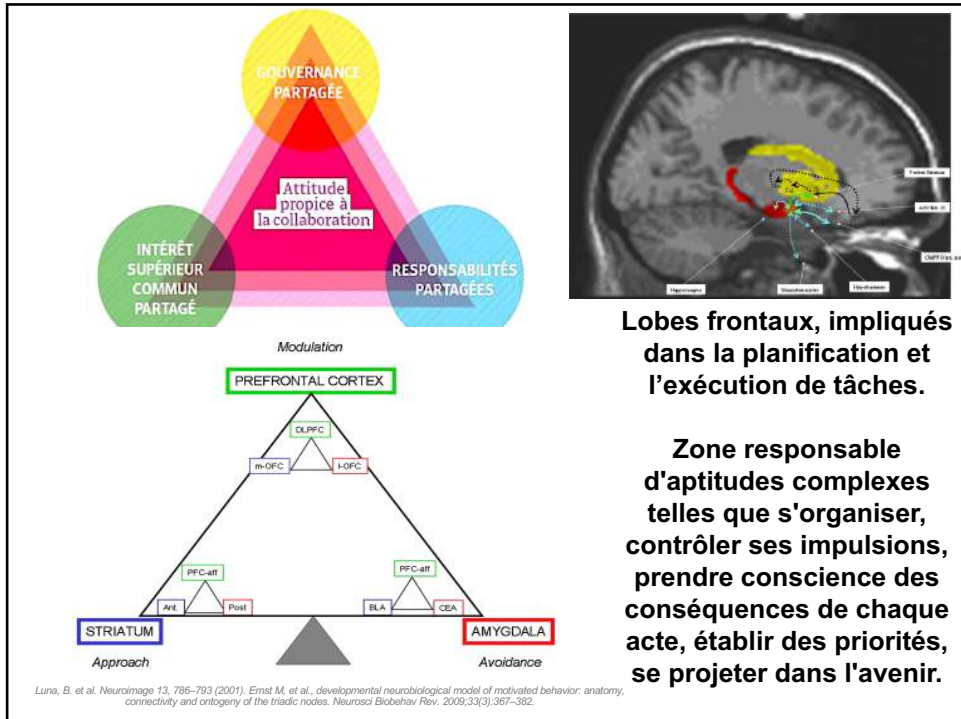 GOUVERNANCE
PARTAGÉE
Attitude
propice à
la collaboration
INTÉRÊT
SUPÉRIEUR
COMMUN
PARTAGÉ
RESPONSABILITÉS
PARTAGÉES
Hippocampe
Lobes frontaux, impliqués
dans la planification et
l’exécution de tâches.
Zone responsable
d'aptitudes complexes
telles que s'organiser,
contrôler ses impulsions,
prendre conscience des
conséquences de chaque
acte, établir des priorités,
se projeter dans l'avenir.
Modulation
PREFRONTAL CORTEX
DLPFC
m-OFC
l-OFC
PFC-aff
PFC-aff
Ant.
Post
BLA
CEA
STRIATUM
AMYGDALA
Approach
Avoidance
Luna, B. et al. Neuroimage 13, 786–793 (2001). Ernst M, et al., developmental neurobiological model of motivated behavior: anatomy,
connectivity and ontogeny of the triadic nodes. Neurosci Biobehav Rev. 2009;33(3):367–382.